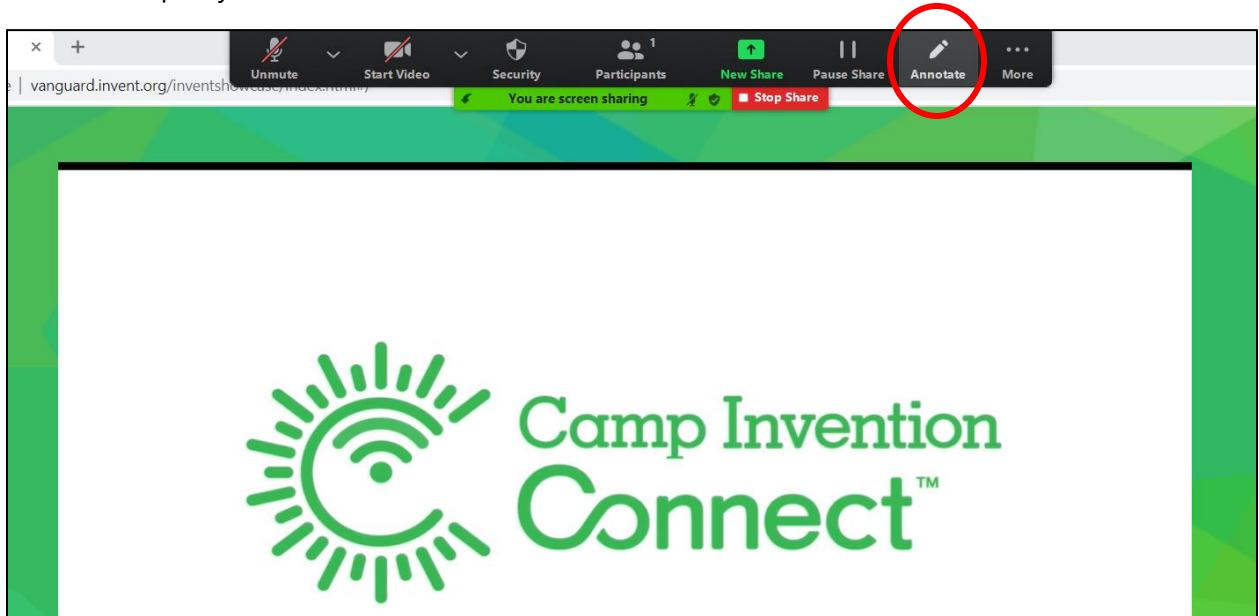 × +
Unmute Start Video Security Participants 1 New Share Pause Share Annotate More
vanguard.invent.org/inventshowcase/index.html#/
You are screen sharing Stop Share
Camp Invention
Connect™